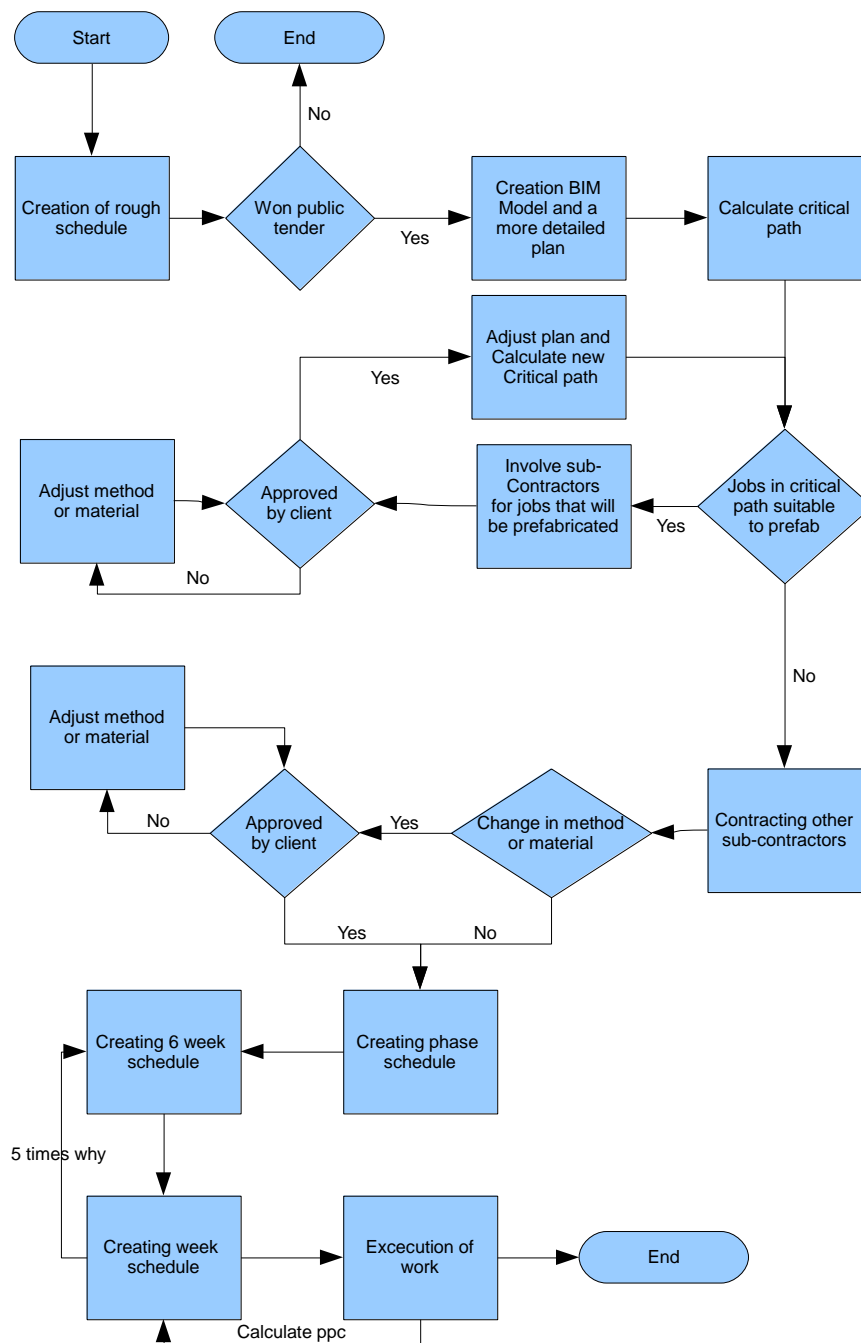 Start
End
No
Creation of rough
schedule
Won public
tender
Yes
Creation BIM
Model and a
more detailed
plan
Calculate critical
path
Adjust plan and
Calculate new
Critical path
Yes
Adjust method
or material
Approved
by client
Involve sub-
Contractors
for jobs that will
be prefabricated
Yes
Jobs in critical
path suitable
to prefab
No
No
Adjust method
or material
No
Approved
by client
Yes
Change in method
or material
Contracting other
sub-contractors
Yes
No
Creating 6 week
schedule
Creating phase
schedule
5 times why
Creating week
schedule
Excecution of
work
End
Calculate ppc